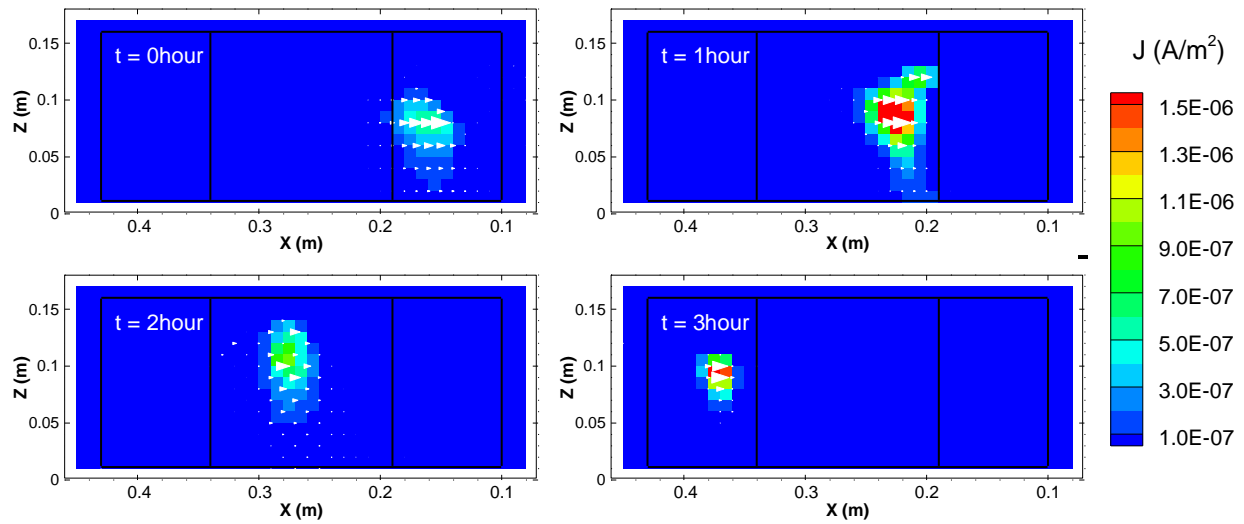 t = 0hour
Z (m)
0.15
0.1
0.05
0
0.4 0.3 0.2 0.1
X (m)
t = 1hour
Z (m)
0.15
0.1
0.05
0
0.4 0.3 0.2 0.1
X (m)
t = 2hour
Z (m)
0.15
0.1
0.05
0
0.4 0.3 0.2 0.1
X (m)
t = 3hour
Z (m)
0.15
0.1
0.05
0
0.4 0.3 0.2 0.1
X (m)
J (A/m²)
1.5E-06
1.3E-06
1.1E-06
9.0E-07
7.0E-07
5.0E-07
3.0E-07
1.0E-07